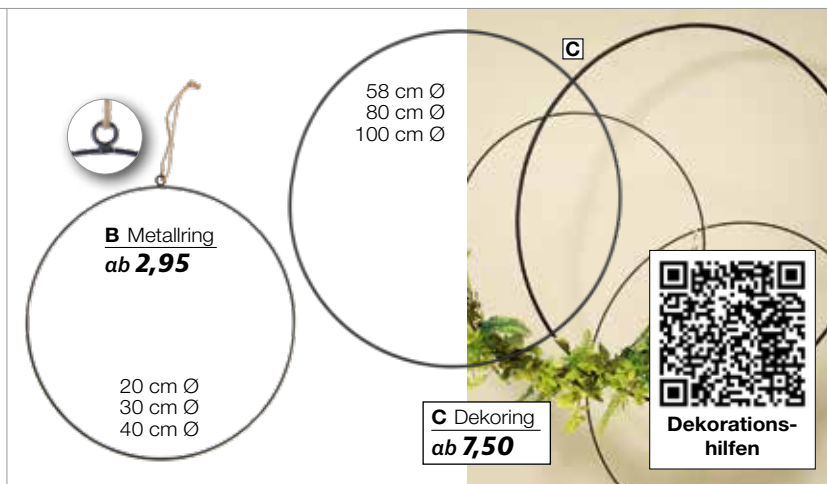 B Metallring
ab 2,95
20 cm Ø
30 cm Ø
40 cm Ø
58 cm Ø
80 cm Ø
100 cm Ø
C
C Dekoring
ab 7,50
Dekorations-
hilfen